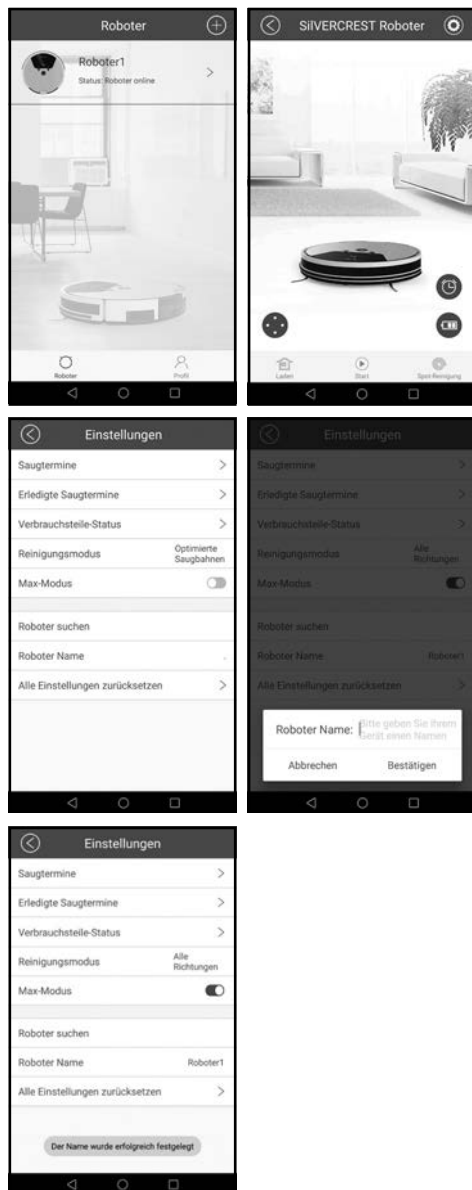 Roboter
Roboter1
Status: Roboter online
Roboter
Profil
SilVERCREST Roboter
Laden
Start
Spot-Reinigung
Einstellungen
Saugtermine
Erledigte Saugtermine
Verbrauchsteile-Status
Reinigungsmodus
Optimierte
Saugbahnen
Max-Modus
Roboter suchen
Roboter Name
Alle Einstellungen zurücksetzen
Einstellungen
Saugtermine
Erledigte Saugtermine
Verbrauchsteile-Status
Reinigungsmodus
Alle
Richtungen
Max-Modus
Roboter suchen
Roboter Name Roboter1
Alle Einstellungen zurücksetzen
Roboter Name: Bitte geben Sie Ihrem
Gerät einen Namen
Abbrechen Bestätigen
Einstellungen
Saugtermine
Erledigte Saugtermine
Verbrauchsteile-Status
Reinigungsmodus
Alle
Richtungen
Max-Modus
Roboter suchen
Roboter Name Roboter1
Alle Einstellungen zurücksetzen
Der Name wurde erfolgreich festgelegt